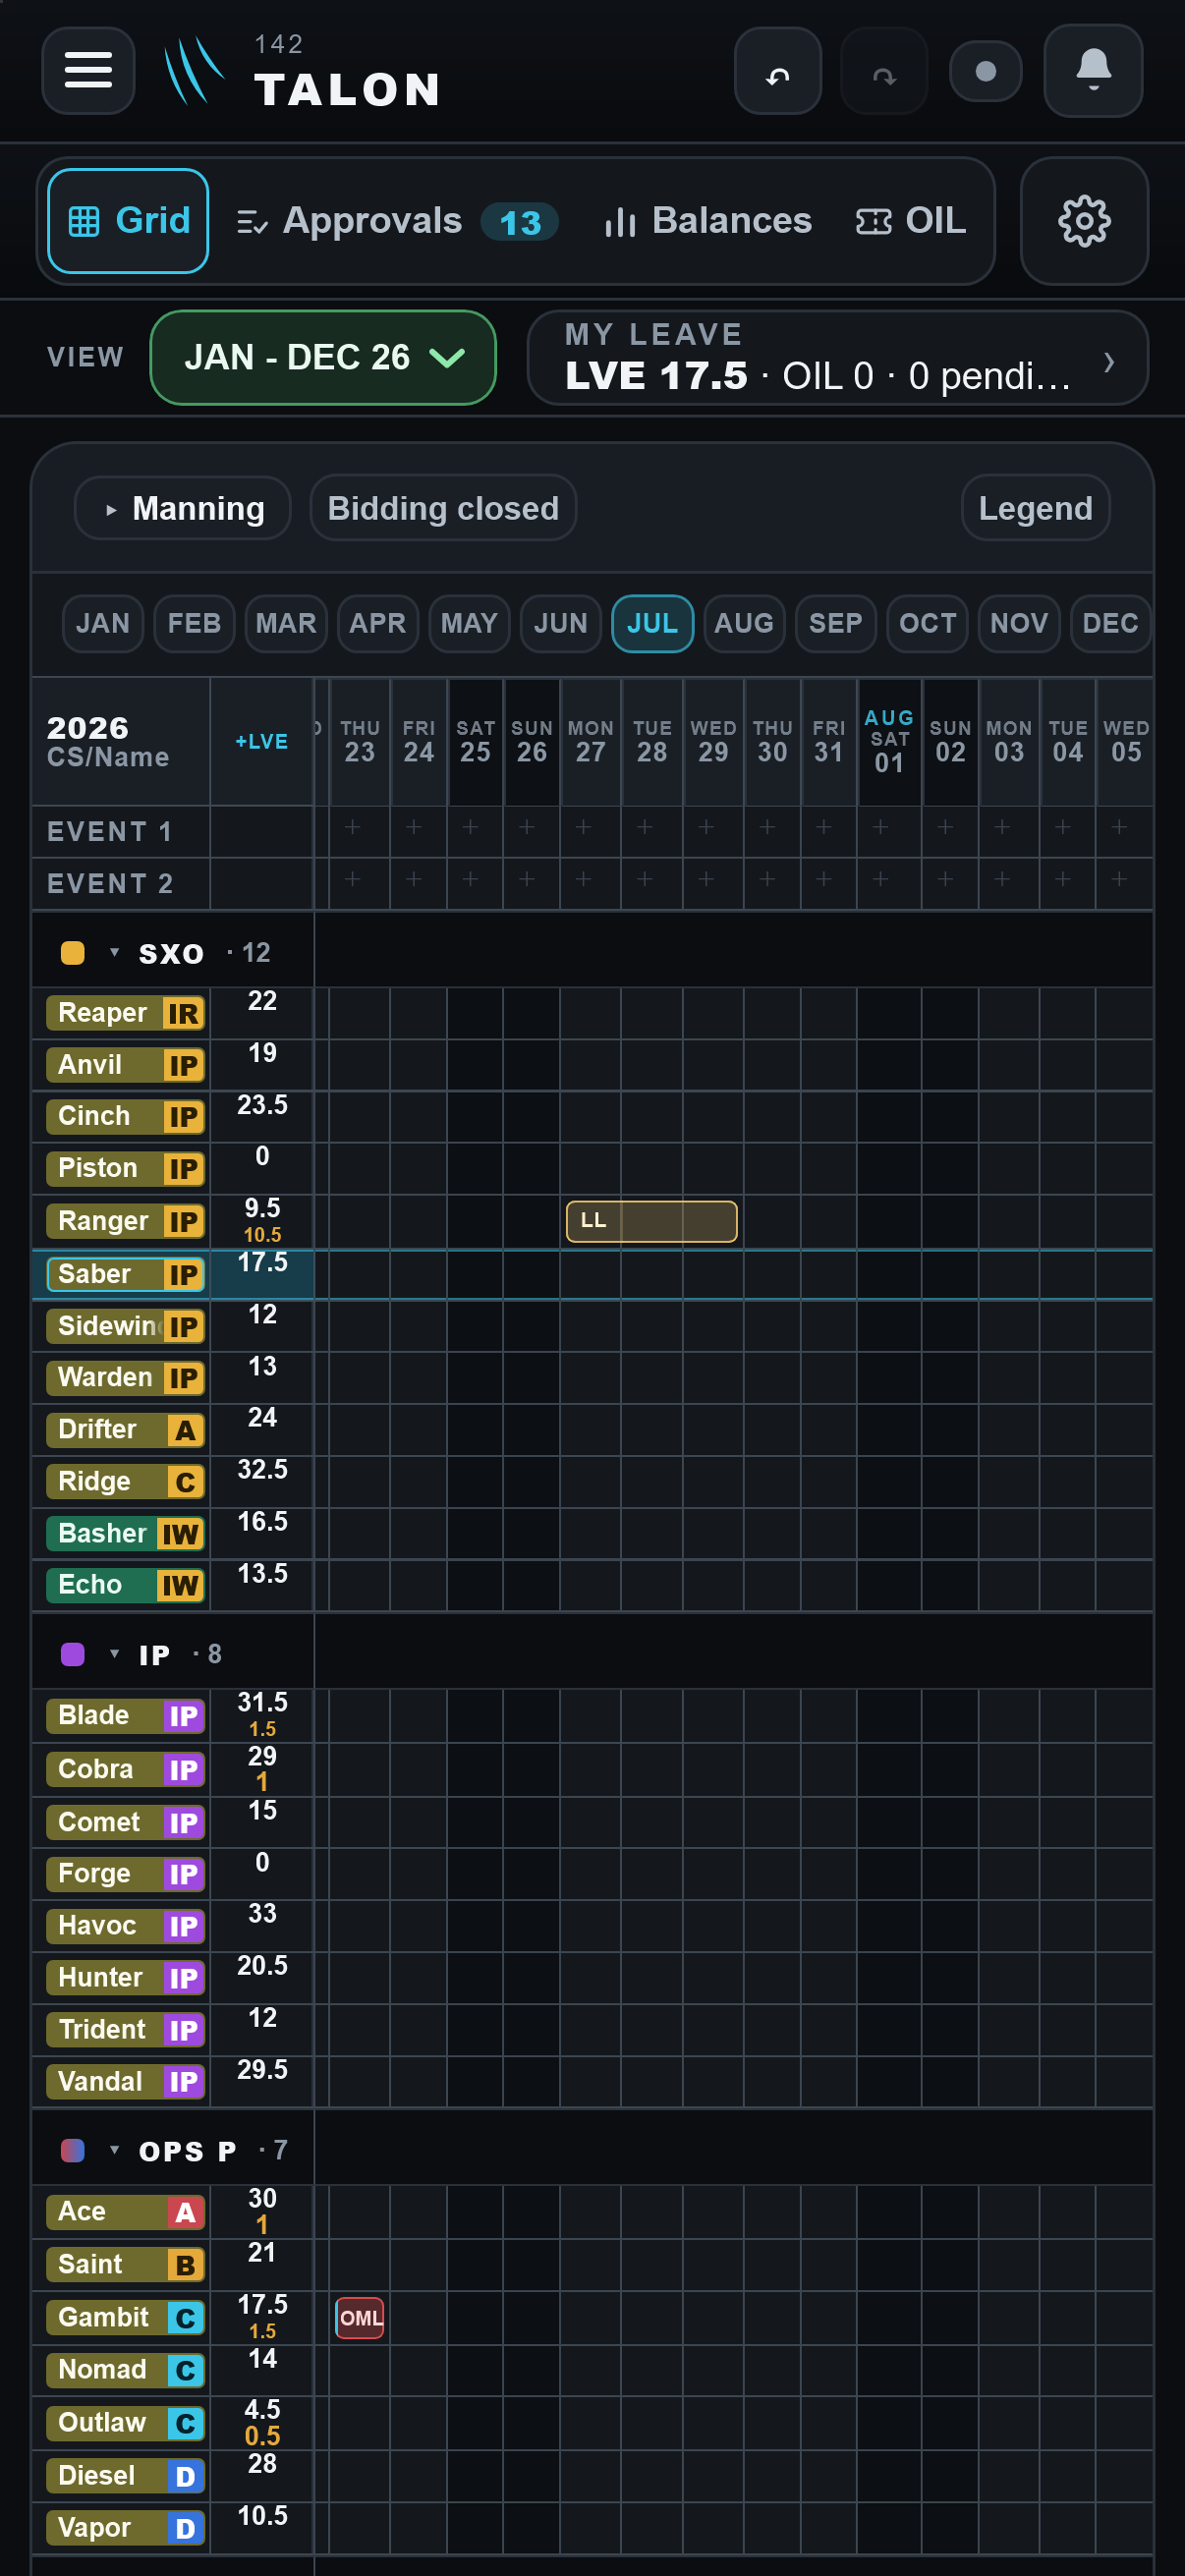 142
TALON
Grid Approvals 13 Balances OIL
VIEW JAN - DEC 26
MY LEAVE
LVE 17.5 · OIL 0 · 0 pendi…
Manning Bidding closed Legend
JAN FEB MAR APR MAY JUN JUL AUG SEP OCT NOV DEC
2026
CS/Name
+LVE
THU 23
FRI 24
SAT 25
SUN 26
MON 27
TUE 28
WED 29
THU 30
FRI 31
AUG SAT 01
SUN 02
MON 03
TUE 04
WED 05
EVENT 1 + + + + + + + + + + + + + +
EVENT 2 + + + + + + + + + + + + + +
SXO · 12
Reaper IR 22
Anvil IP 19
Cinch IP 23.5
Piston IP 0
Ranger IP 9.5 10.5 LL
Saber IP 17.5
Sidewin IP 12
Warden IP 13
Drifter A 24
Ridge C 32.5
Basher IW 16.5
Echo IW 13.5
IP · 8
Blade IP 31.5 1.5
Cobra IP 29 1
Comet IP 15
Forge IP 0
Havoc IP 33
Hunter IP 20.5
Trident IP 12
Vandal IP 29.5
OPS P · 7
Ace A 30 1
Saint B 21
Gambit C 17.5 1.5 OML
Nomad C 14
Outlaw C 4.5 0.5
Diesel D 28
Vapor D 10.5